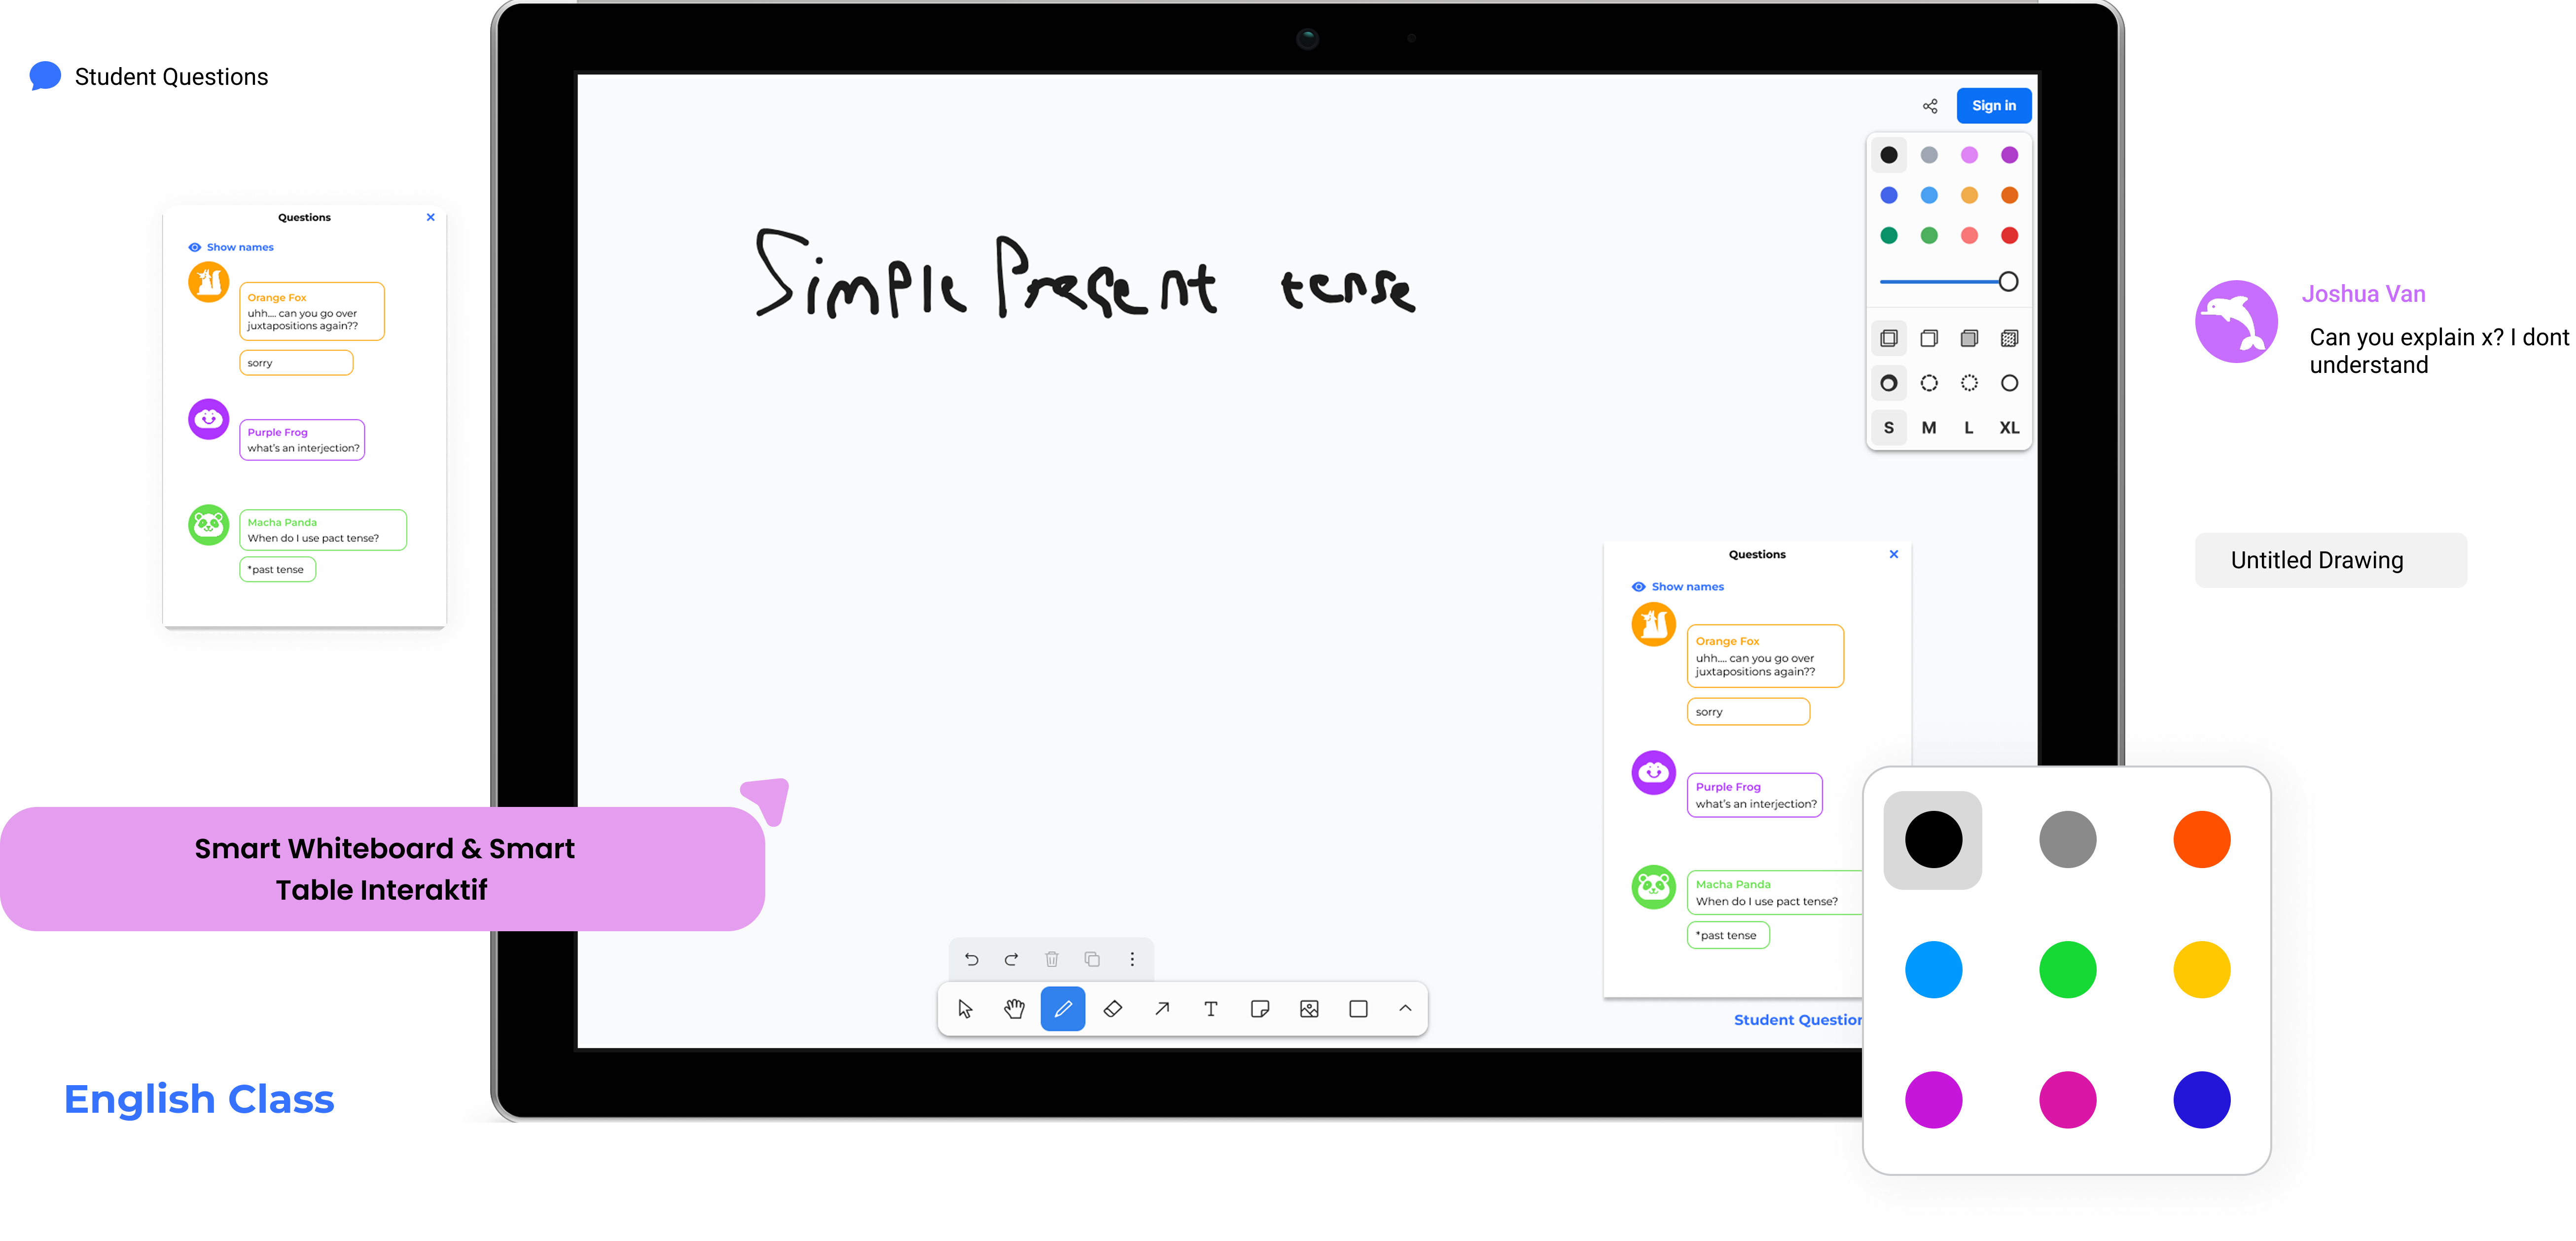 Student Questions
Questions
Show names
Orange Fox
uhh.... can you go over
juxtapositions again??
sorry
Purple Frog
what's an interjection?
Macha Panda
When do I use pact tense?
*past tense
Smart Whiteboard & Smart
Table Interaktif
English Class
Sign in
S M L XL
Simple Present tense
Questions
Show names
Orange Fox
uhh.... can you go over
juxtapositions again??
sorry
Purple Frog
what's an interjection?
Macha Panda
When do I use pact tense?
*past tense
Student Question
Joshua Van
Can you explain x? I dont
understand
Untitled Drawing